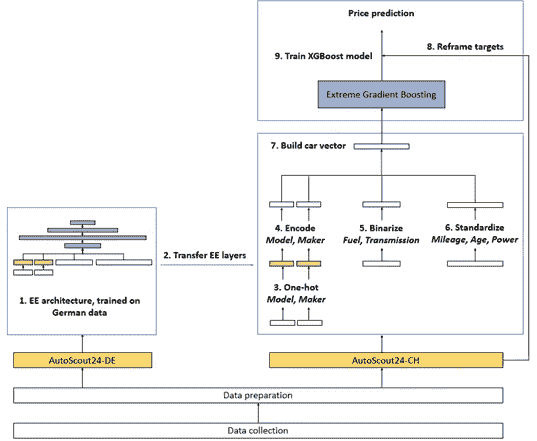 Price prediction
8. Reframe targets
9. Train XGBoost model
Extreme Gradient Boosting
7. Build car vector
4. Encode
Model, Maker
5. Binarize
Fuel, Transmission
6. Standardize
Mileage, Age, Power
2. Transfer EE layers
3. One-hot
Model, Maker
1. EE architecture, trained on
German data
AutoScout24-DE
AutoScout24-CH
Data preparation
Data collection